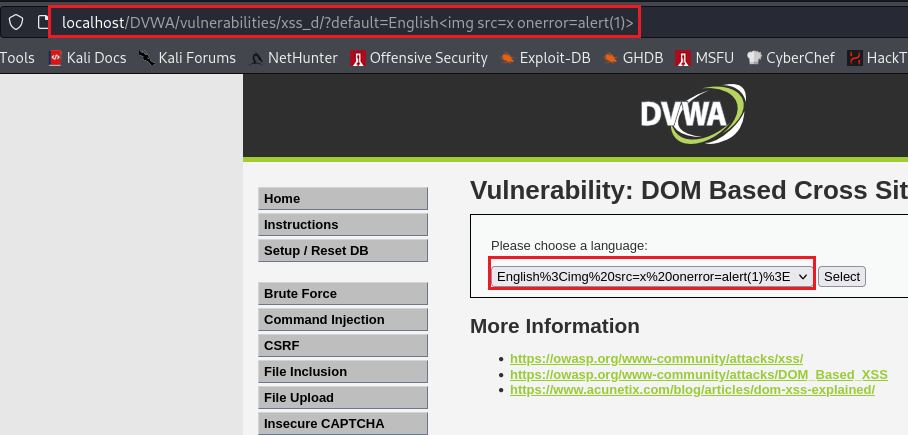 localhost/DVWA/vulnerabilities/xss_d/?default=English<img src=x onerror=alert(1)>
Tools Kali Docs Kali Forums NetHunter Offensive Security Exploit-DB GHDB MSFU CyberChef HackT
DVWA
Home
Instructions
Setup / Reset DB
Brute Force
Command Injection
CSRF
File Inclusion
File Upload
Insecure CAPTCHA
Vulnerability: DOM Based Cross Sit
Please choose a language:
English%3Cimg%20src=x%20onerror=alert(1)%3E Select
More Information
https://owasp.org/www-community/attacks/xss/
https://owasp.org/www-community/attacks/DOM_Based_XSS
https://www.acunetix.com/blog/articles/dom-xss-explained/